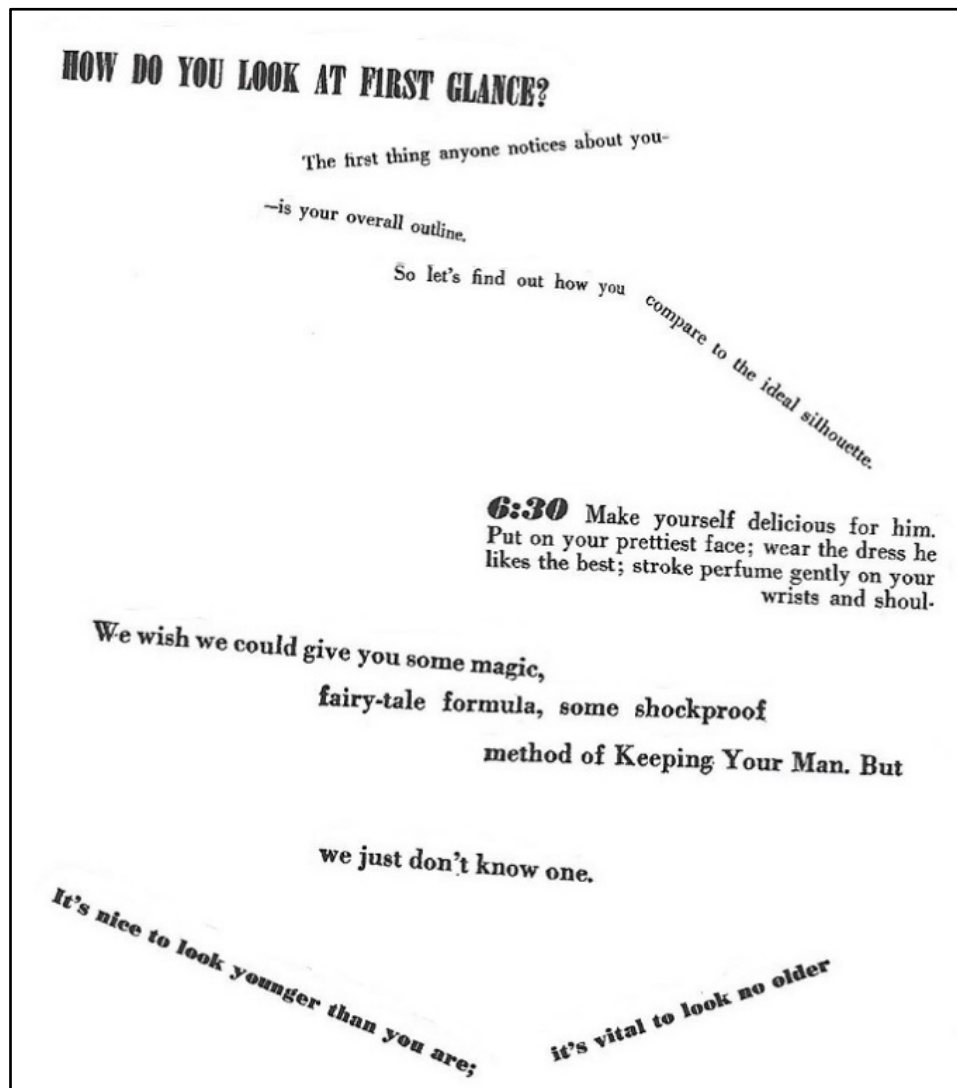 HOW DO YOU LOOK AT FIRST GLANCE?
The first thing anyone notices about you-
—is your overall outline.
So let's find out how you compare to the ideal silhouette.
6:30 Make yourself delicious for him.
Put on your prettiest face; wear the dress he
likes the best; stroke perfume gently on your
wrists and shoul-
We wish we could give you some magic,
fairy-tale formula, some shockproof
method of Keeping Your Man. But
we just don't know one.
It's nice to look younger than you are;
it's vital to look no older